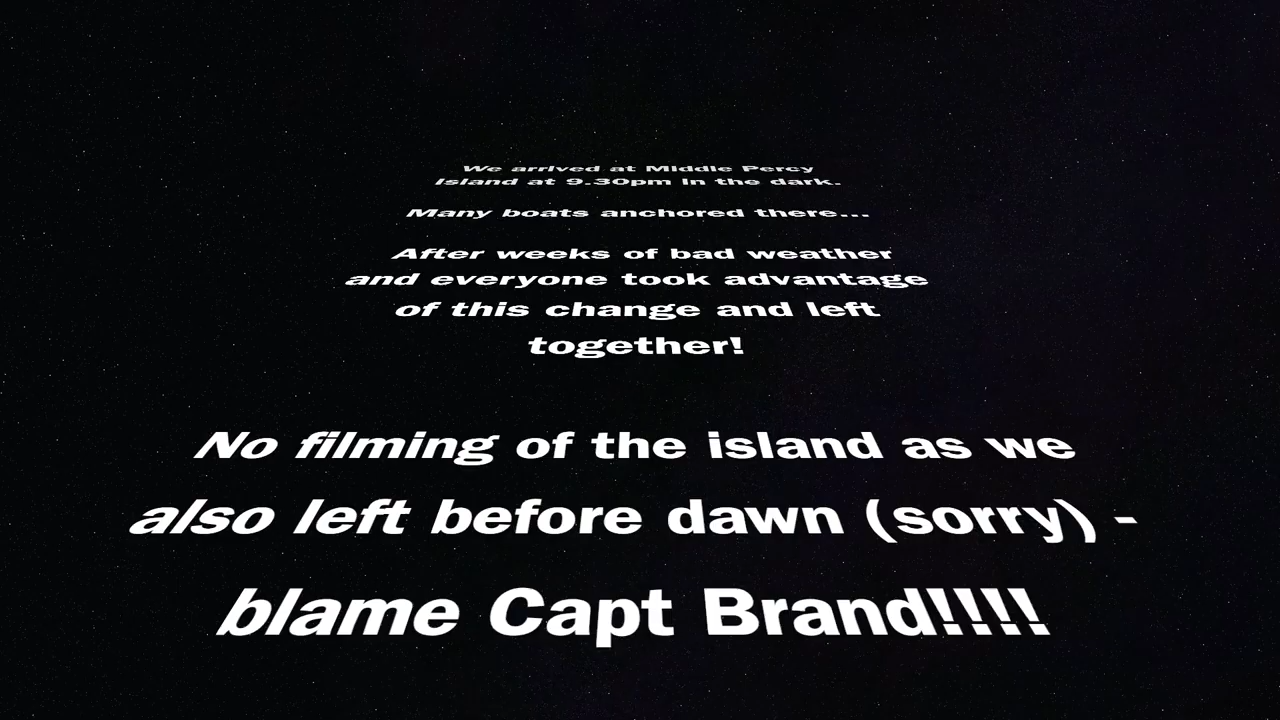 We arrived at Middle Percy
Island at 9.30pm in the dark.
Many boats anchored there...
After weeks of bad weather
and everyone took advantage
of this change and left
together!
No filming of the island as we
also left before dawn (sorry) -
blame Capt Brand!!!!